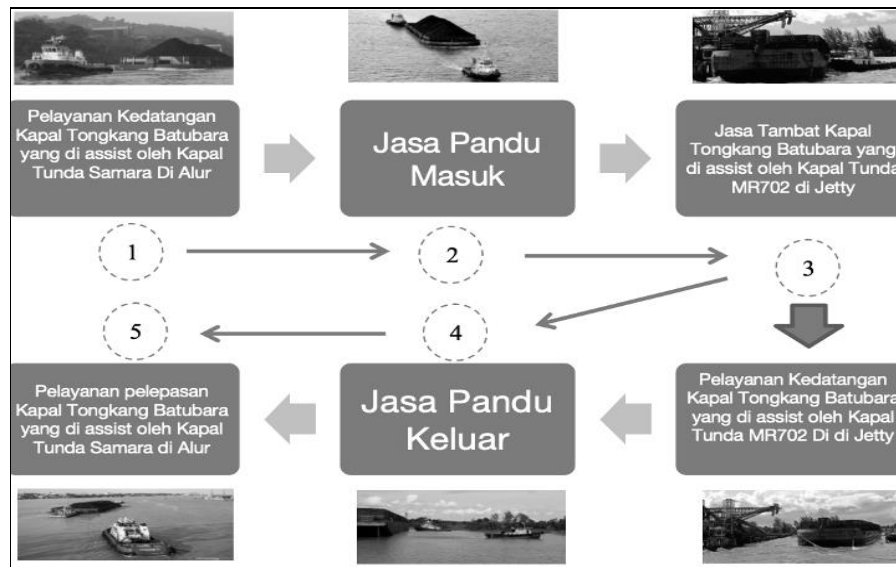 Pelayanan Kedatangan
Kapal Tongkang Batubara
yang di assist oleh Kapal
Tunda Samara Di Alur
Jasa Pandu
Masuk
Jasa Tambat Kapal
Tongkang Batubara yang
di assist oleh Kapal Tunda
MR702 di Jetty
1
2
3
5
4
Pelayanan pelepasan
Kapal Tongkang Batubara
yang di assist oleh Kapal
Tunda Samara di Alur
Jasa Pandu
Keluar
Pelayanan Kedatangan
Kapal Tongkang Batubara
yang di assist oleh Kapal
Tunda MR702 Di di Jetty